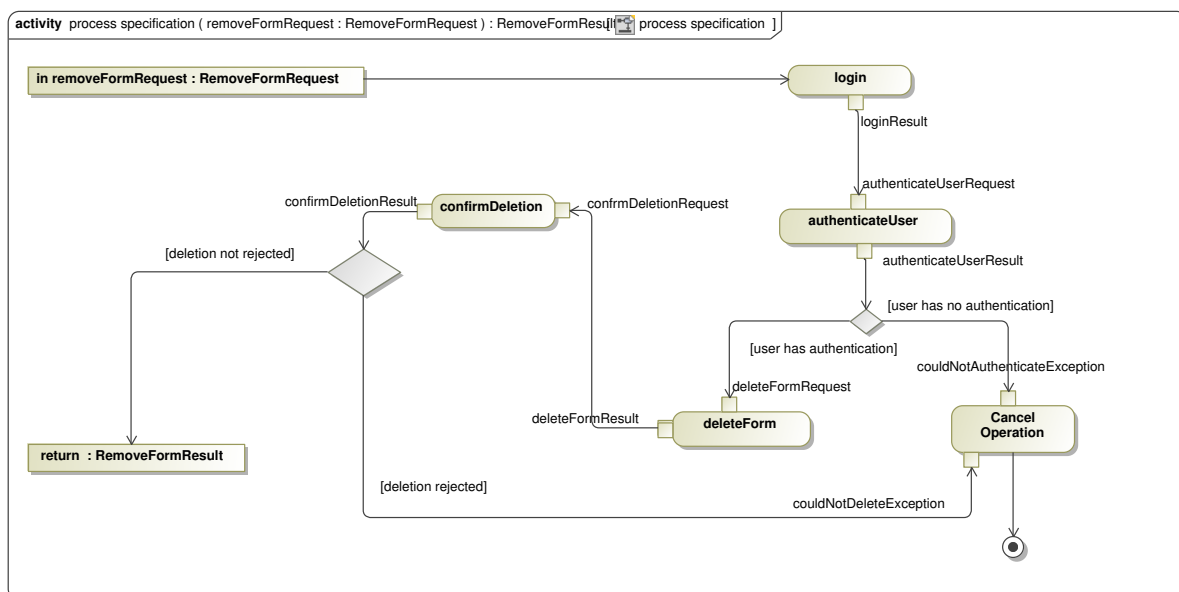 activity process specification ( removeFormRequest : RemoveFormRequest ) : RemoveFormResult[ process specification ]
in removeFormRequest : RemoveFormRequest
login
loginResult
authenticateUserRequest
confirmDeletionResult
confirmDeletion
confrmDeletionRequest
authenticateUser
[deletion not rejected]
authenticateUserResult
[user has no authentication]
[user has authentication]
couldNotAuthenticateException
deleteFormRequest
deleteFormResult
deleteForm
Cancel
Operation
return : RemoveFormResult
[deletion rejected]
couldNotDeleteException